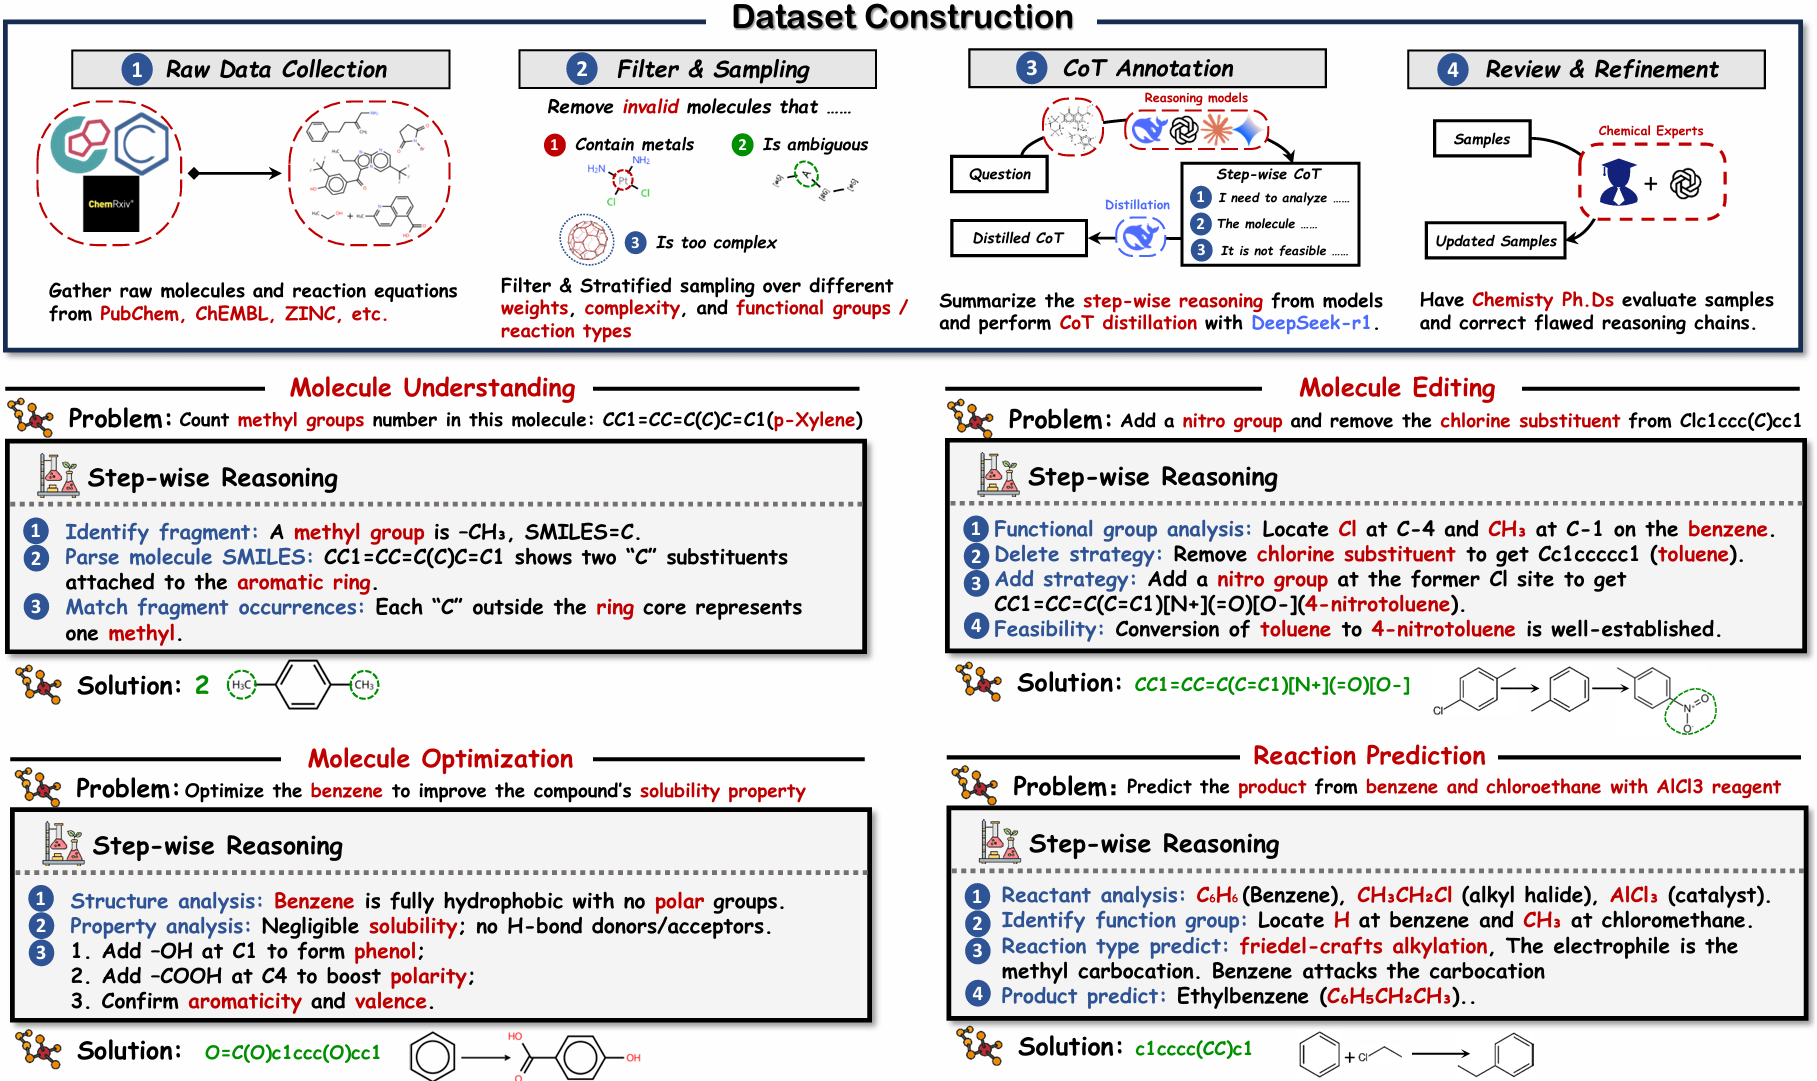 Dataset Construction
1 Raw Data Collection
ChemRxiv
Gather raw molecules and reaction equations
from PubChem, ChEMBL, ZINC, etc.
2 Filter & Sampling
Remove invalid molecules that ......
1 Contain metals
2 Is ambiguous
H₂N
NH₂
Pt
Cl
Cl
A
3 Is too complex
Filter & Stratified sampling over different
weights, complexity, and functional groups /
reaction types
3 CoT Annotation
Reasoning models
Question
Step-wise CoT
1 I need to analyze ......
2 The molecule ......
3 It is not feasible ......
Distillation
Distilled CoT
Summarize the step-wise reasoning from models
and perform CoT distillation with DeepSeek-r1.
4 Review & Refinement
Samples
Chemical Experts
+
Updated Samples
Have Chemisty Ph.Ds evaluate samples
and correct flawed reasoning chains.
Molecule Understanding
Problem: Count methyl groups number in this molecule: CC1=CC=C(C)C=C1(p-Xylene)
Step-wise Reasoning
1 Identify fragment: A methyl group is –CH₃, SMILES=C.
2 Parse molecule SMILES: CC1=CC=C(C)C=C1 shows two “C” substituents
attached to the aromatic ring.
3 Match fragment occurrences: Each “C” outside the ring core represents
one methyl.
Solution: 2
H₃C
CH₃
Molecule Editing
Problem: Add a nitro group and remove the chlorine substituent from Clc1ccc(C)cc1
Step-wise Reasoning
1 Functional group analysis: Locate Cl at C-4 and CH₃ at C-1 on the benzene.
2 Delete strategy: Remove chlorine substituent to get Cc1ccccc1 (toluene).
3 Add strategy: Add a nitro group at the former Cl site to get
CC1=CC=C(C=C1)[N+](=O)[O-](4-nitrotoluene).
4 Feasibility: Conversion of toluene to 4-nitrotoluene is well-established.
Solution: CC1=CC=C(C=C1)[N+](=O)[O-]
Cl
N⁺
O
O⁻
Molecule Optimization
Problem: Optimize the benzene to improve the compound’s solubility property
Step-wise Reasoning
1 Structure analysis: Benzene is fully hydrophobic with no polar groups.
2 Property analysis: Negligible solubility; no H-bond donors/acceptors.
3 1. Add –OH at C1 to form phenol;
2. Add –COOH at C4 to boost polarity;
3. Confirm aromaticity and valence.
Solution: O=C(O)c1ccc(O)cc1
HO
O
OH
Reaction Prediction
Problem: Predict the product from benzene and chloroethane with AlCl3 reagent
Step-wise Reasoning
1 Reactant analysis: C₆H₆ (Benzene), CH₃CH₂Cl (alkyl halide), AlCl₃ (catalyst).
2 Identify function group: Locate H at benzene and CH₃ at chloromethane.
3 Reaction type predict: friedel-crafts alkylation, The electrophile is the
methyl carbocation. Benzene attacks the carbocation
4 Product predict: Ethylbenzene (C₆H₅CH₂CH₃)..
Solution: c1cccc(CC)c1
+ Cl